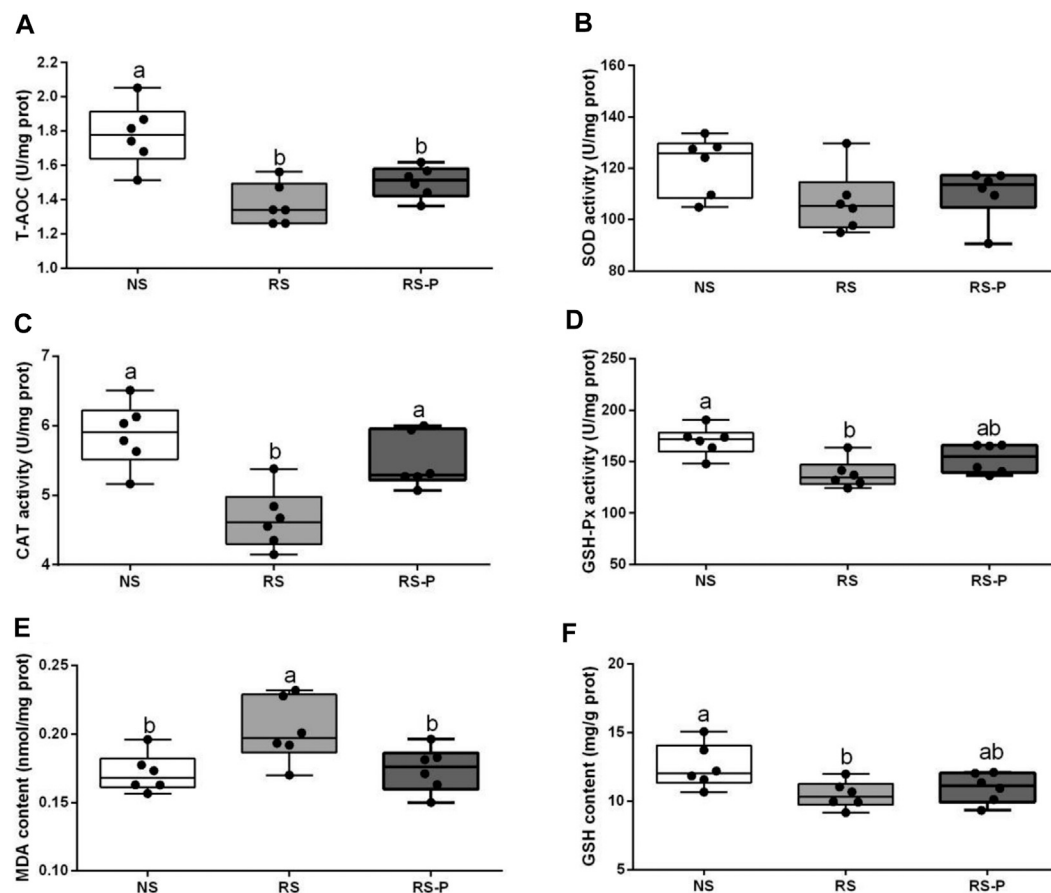 A
T-AOC (U/mg prot)
2.2
2.0
1.8
1.6
1.4
1.2
1.0
a
b
b
NS
RS
RS-P
B
SOD activity (U/mg prot)
160
140
120
100
80
NS
RS
RS-P
C
CAT activity (U/mg prot)
7
6
5
4
a
b
a
NS
RS
RS-P
D
GSH-Px activity (U/mg prot)
250
200
150
100
50
a
b
ab
NS
RS
RS-P
E
MDA content (nmol/mg prot)
0.25
0.20
0.15
0.10
b
a
b
NS
RS
RS-P
F
GSH content (mg/g prot)
20
15
10
5
a
b
ab
NS
RS
RS-P